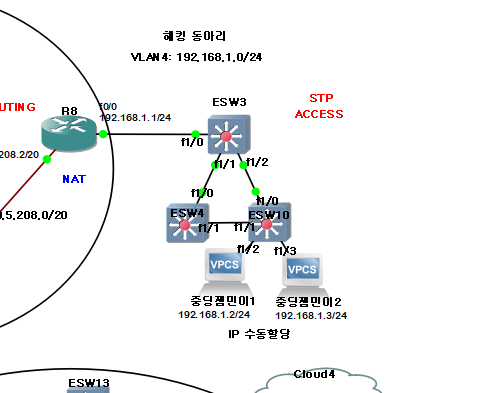 해킹 동아리
VLAN4: 192.168.1.0/24
ESW3
STP
ACCESS
UTING
R8
f0/0
192.168.1.1/24
f1/0
f1/1
f1/2
208.2/20
NAT
f1/0
f1/0
ESW4
ESW10
0.5.208.0/20
f1/1
f1/1
f1/2
f1/3
VPCS
VPCS
중딩잼민이1
중딩잼민이2
192.168.1.2/24
192.168.1.3/24
IP 수동할당
Cloud4
ESW13